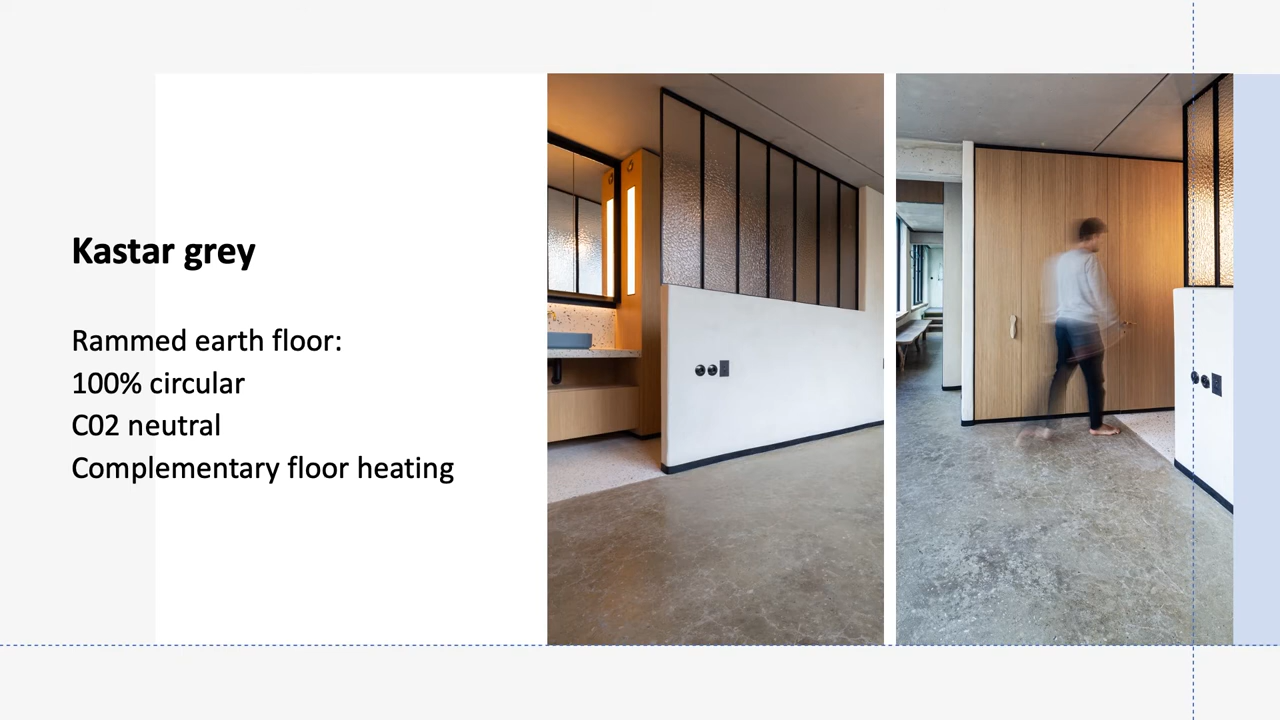 Kastar grey
Rammed earth floor:
100% circular
C02 neutral
Complementary floor heating